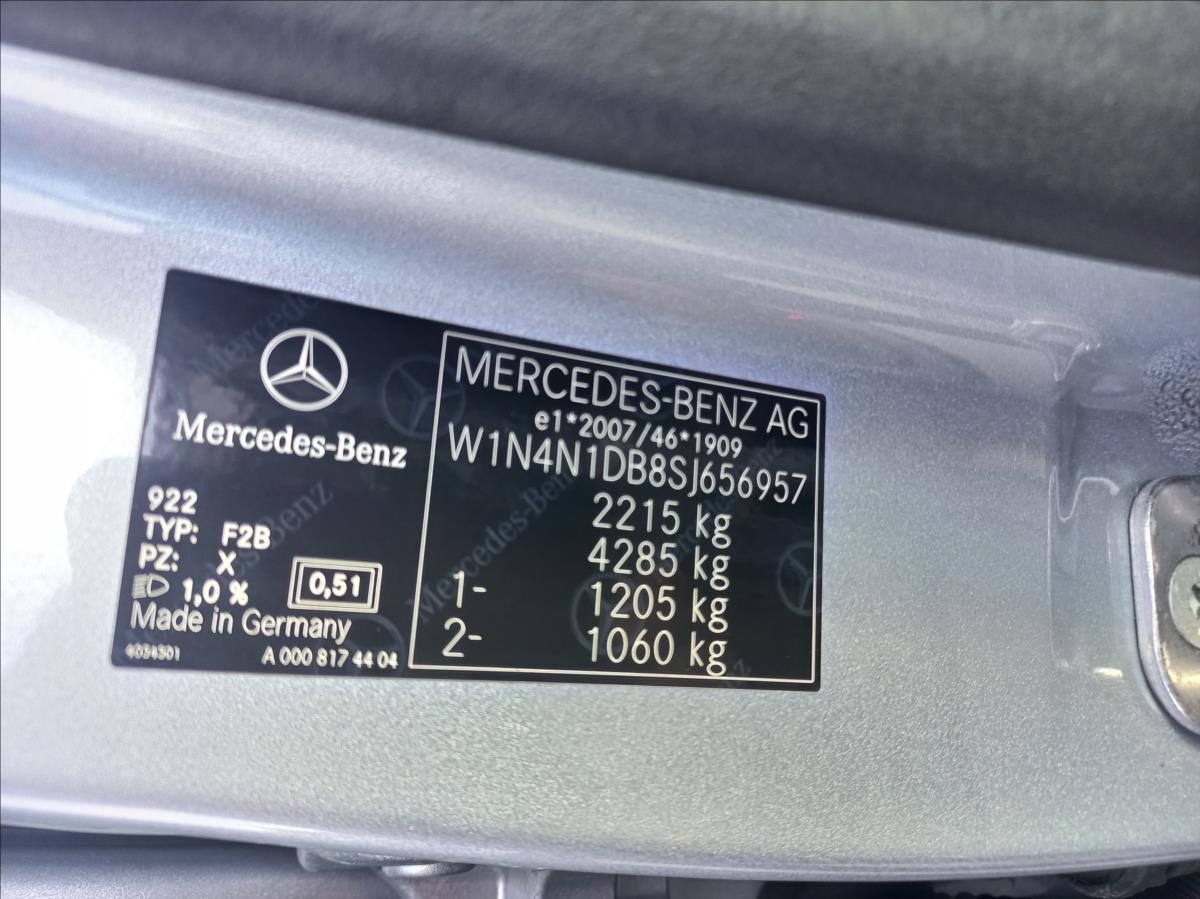 Mercedes-Benz
922
TYP: F2B
PZ: X
1,0 % 0,51
Made in Germany
4034301 A 000 817 44 04
MERCEDES-BENZ AG
e1*2007/46*1909
W1N4N1DB8SJ656957
2215 kg
4285 kg
1- 1205 kg
2- 1060 kg